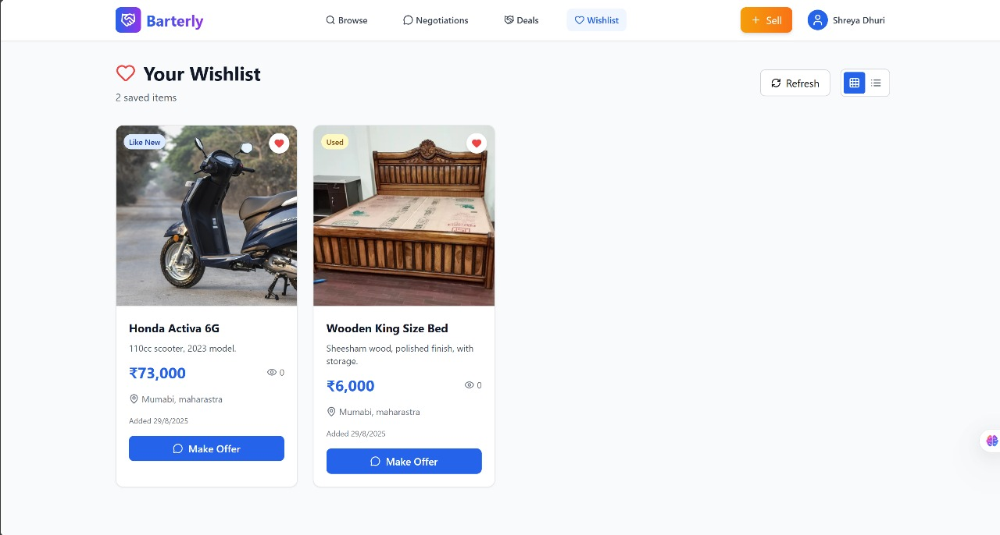 Barterly
Browse
Negotiations
Deals
Wishlist
Sell
Shreya Dhuri
Your Wishlist
2 saved items
Refresh
Like New
Used
Honda Activa 6G
110cc scooter, 2023 model.
₹73,000
0
Mumabi, maharastra
Added 29/8/2025
Make Offer
Wooden King Size Bed
Sheesham wood, polished finish, with
storage.
₹6,000
0
Mumabi, maharastra
Added 29/8/2025
Make Offer